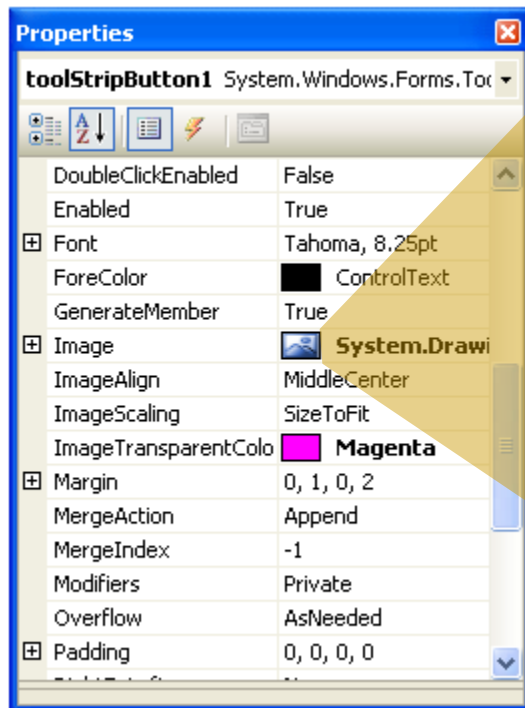 Properties
toolStripButton1 System.Windows.Forms.Too
DoubleClickEnabled False
Enabled True
Font Tahoma, 8.25pt
ForeColor ControlText
GenerateMember True
Image System.Drawi
ImageAlign MiddleCenter
ImageScaling SizeToFit
ImageTransparentColo Magenta
Margin 0, 1, 0, 2
MergeAction Append
MergeIndex -1
Modifiers Private
Overflow AsNeeded
Padding 0, 0, 0, 0